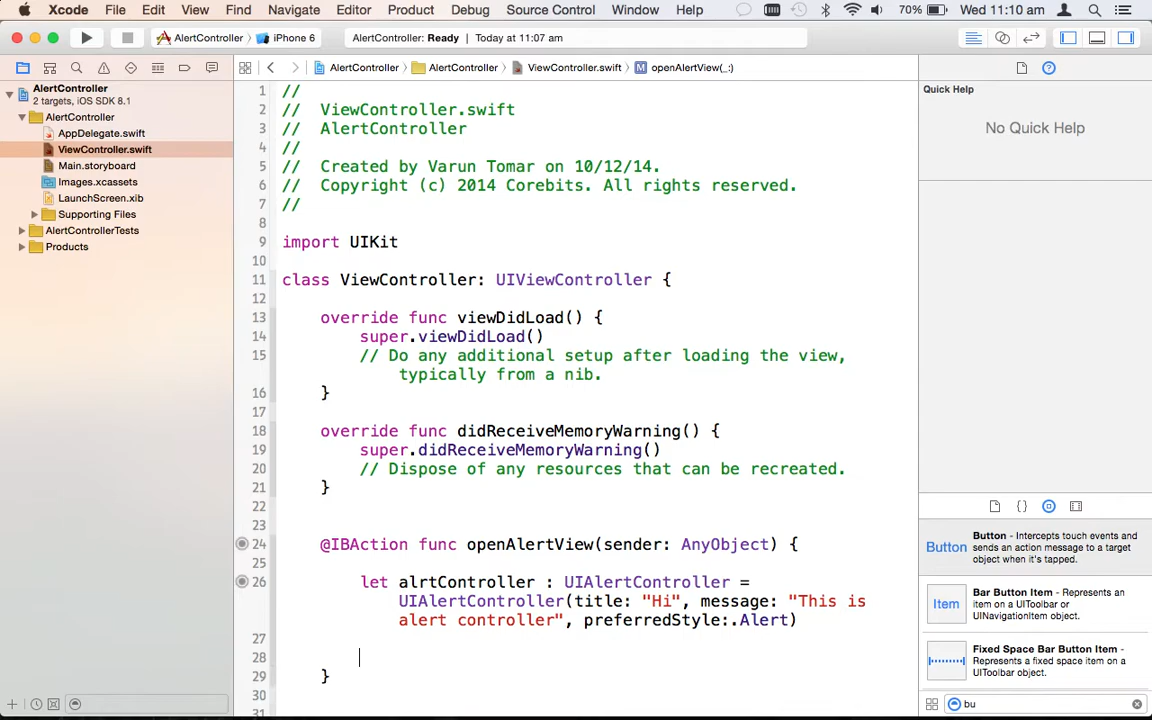 Xcode File Edit View Find Navigate Editor Product Debug Source Control Window Help 70% Wed 11:10 am
AlertController iPhone 6 AlertController: Ready Today at 11:07 am
AlertController AlertController ViewController.swift M openAlertView(_:)
AlertController
2 targets, iOS SDK 8.1
AlertController
AppDelegate.swift
ViewController.swift
Main.storyboard
Images.xcassets
LaunchScreen.xib
Supporting Files
AlertControllerTests
Products
1 //
2 // ViewController.swift
3 // AlertController
4 //
5 // Created by Varun Tomar on 10/12/14.
6 // Copyright (c) 2014 Corebits. All rights reserved.
7 //
8
9 import UIKit
10
11 class ViewController: UIViewController {
12
13 override func viewDidLoad() {
14 super.viewDidLoad()
15 // Do any additional setup after loading the view,
typically from a nib.
16 }
17
18 override func didReceiveMemoryWarning() {
19 super.didReceiveMemoryWarning()
20 // Dispose of any resources that can be recreated.
21 }
22
23
24 @IBAction func openAlertView(sender: AnyObject) {
25
26 let alrtController : UIAlertController =
UIAlertController(title: "Hi", message: "This is
alert controller", preferredStyle:.Alert)
27
28
29 }
30
31
Quick Help
No Quick Help
Button
Button - Intercepts touch events and
sends an action message to a target
object when it's tapped.
Item
Bar Button Item - Represents an
item on a UIToolbar or
UINavigationItem object.
Fixed Space Bar Button Item -
Represents a fixed space item on a
UIToolbar object.
bu